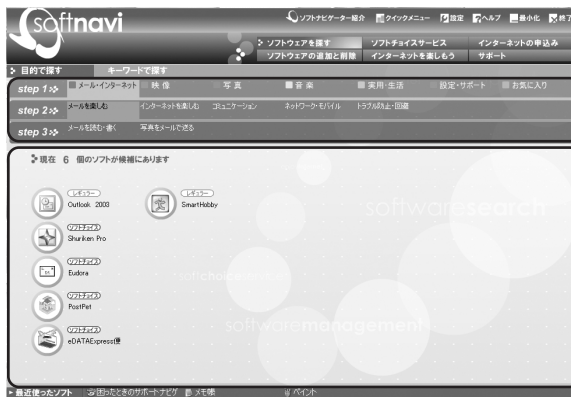 softnavi
ソフトナビゲーター紹介 クイックメニュー 設定 ヘルプ 最小化 終了
ソフトウェアを探す ソフトチョイスサービス インターネットの申込み
ソフトウェアの追加と削除 インターネットを楽しもう サポート
目的で探す キーワードで探す
step 1 メール・インターネット 映像 写真 音楽 実用・生活 設定・サポート お気に入り
step 2 メールを楽しむ インターネットを楽しむ コミュニケーション ネットワーク・モバイル トラブル防止・回避
step 3 メールを読む・書く 写真をメールで送る
現在 6 個のソフトが候補にあります
レギュラー
Outlook 2003
レギュラー
SmartHobby
ソフトチョイス
Shuriken Pro
ソフトチョイス
Eudora
ソフトチョイス
PostPet
ソフトチョイス
eDATAExpress(便
softwaresearch
softchoice
softwaremanagement
最近使ったソフト 困ったときのサポートナビゲ メモ帳 ペイント